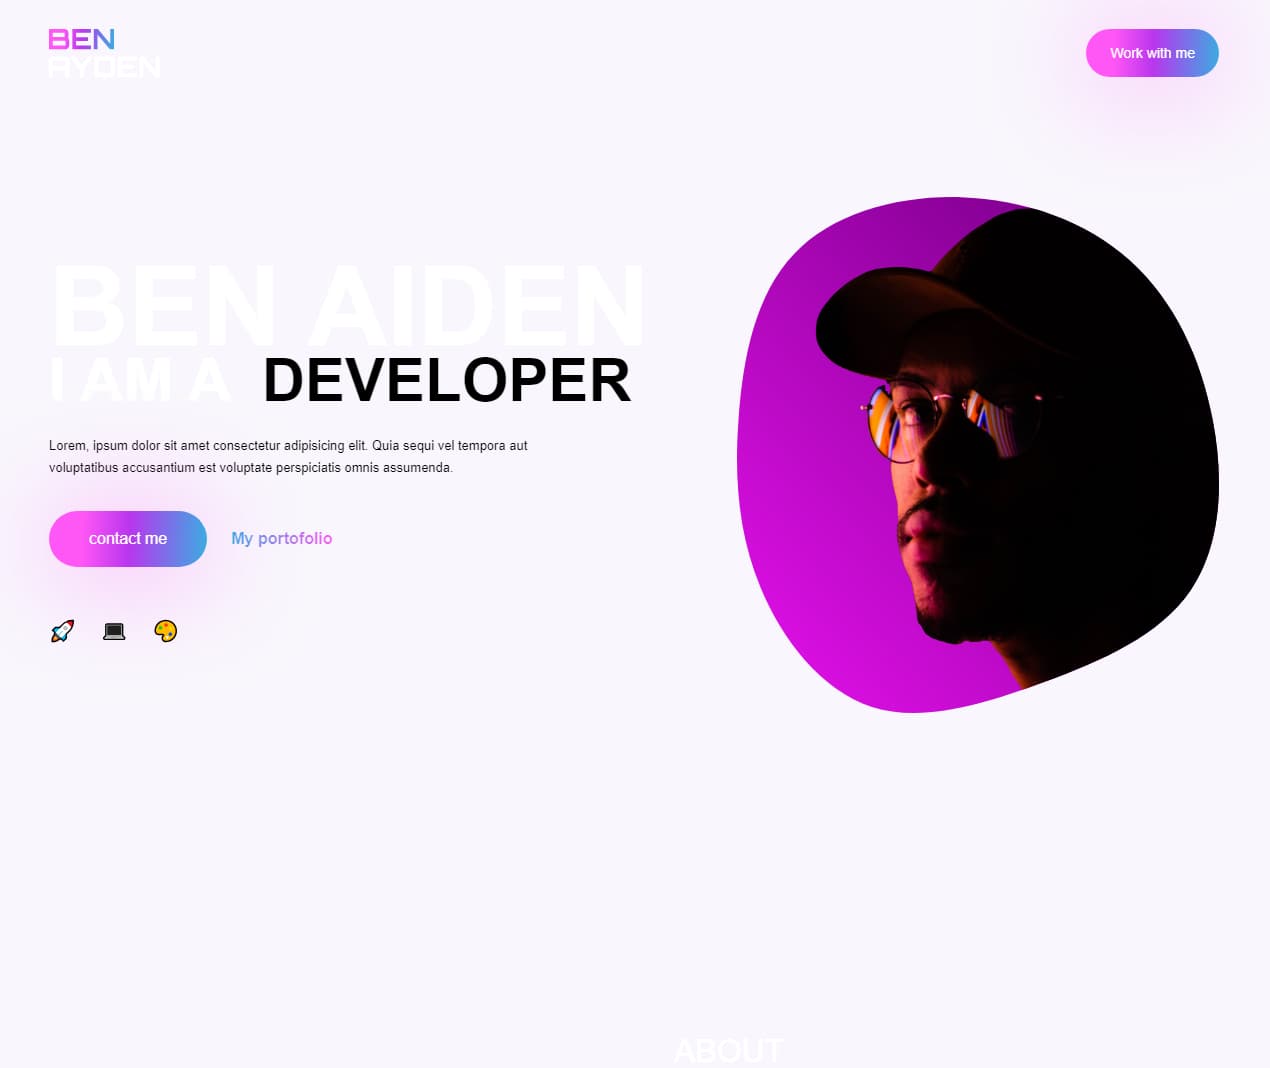 BEN
AYDEN
Work with me
BEN AIDEN
I AM A DEVELOPER
Lorem, ipsum dolor sit amet consectetur adipisicing elit. Quia sequi vel tempora aut
voluptatibus accusantium est voluptate perspiciatis omnis assumenda.
contact me
My portofolio
ABOUT